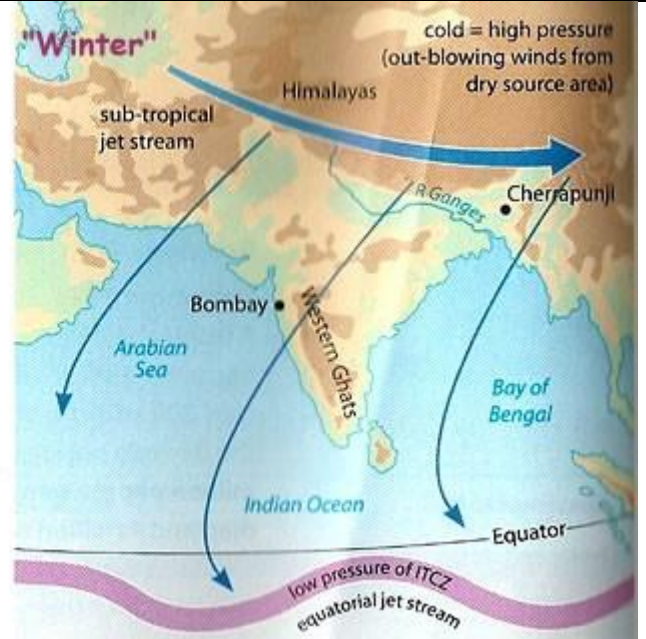 "Winter"
cold = high pressure
(out-blowing winds from
dry source area)
Himalayas
sub-tropical
jet stream
R Ganges
Cherrapunji
Bombay
Western Ghats
Arabian
Sea
Bay of
Bengal
Indian Ocean
Equator
low pressure of ITCZ
equatorial jet stream